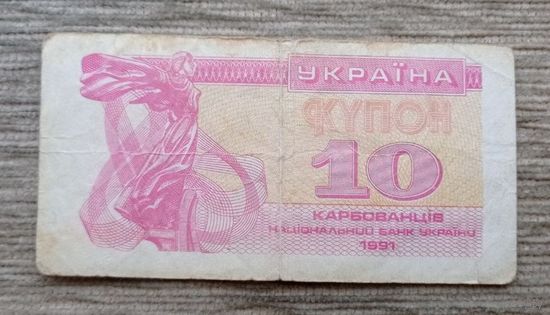 УКРАЇНА
КУПОН
10
КАРБОВАНЦІВ
НАЦІОНАЛЬНИЙ БАНК УКРАЇНИ
1991